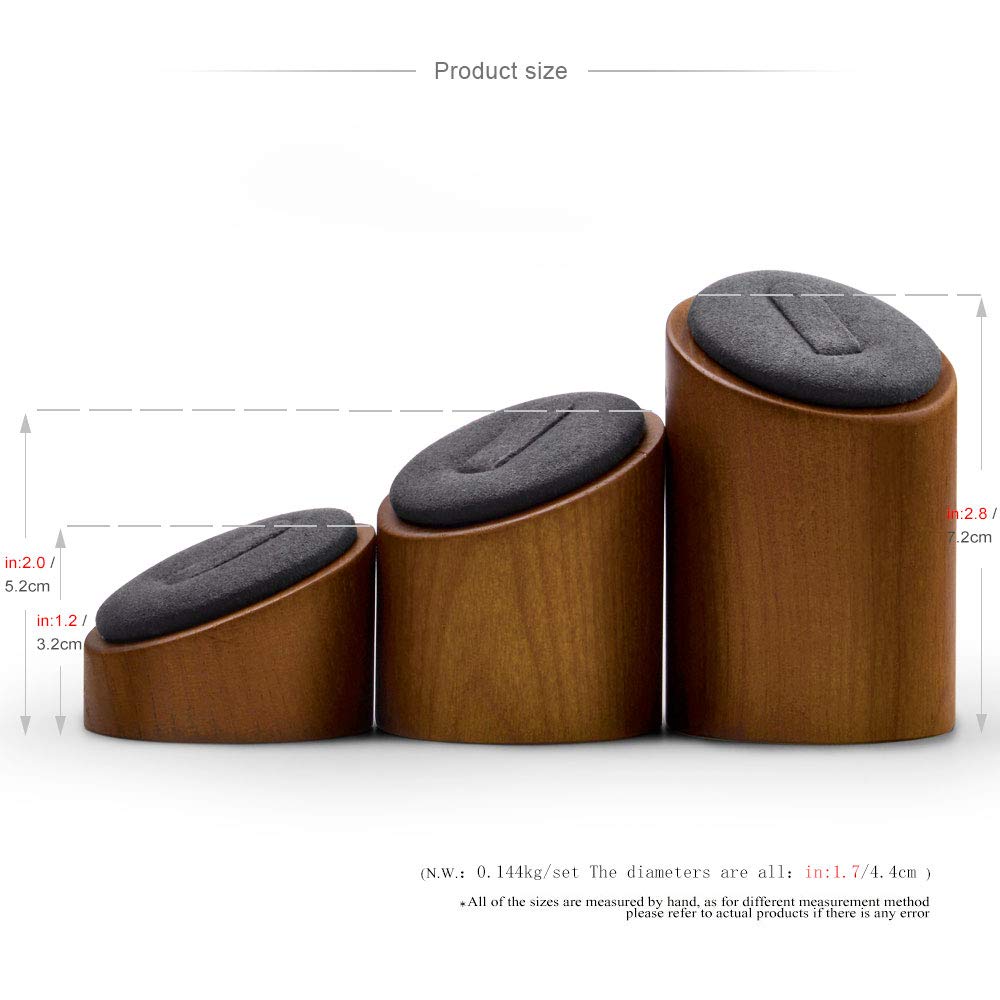 Product size
in:2.8 /
7.2cm
in:2.0 /
5.2cm
in:1.2 /
3.2cm
(N.W.: 0.144kg/set The diameters are all: in:1.7/4.4cm )
*All of the sizes are measured by hand, as for different measurement method
please refer to actual products if there is any error